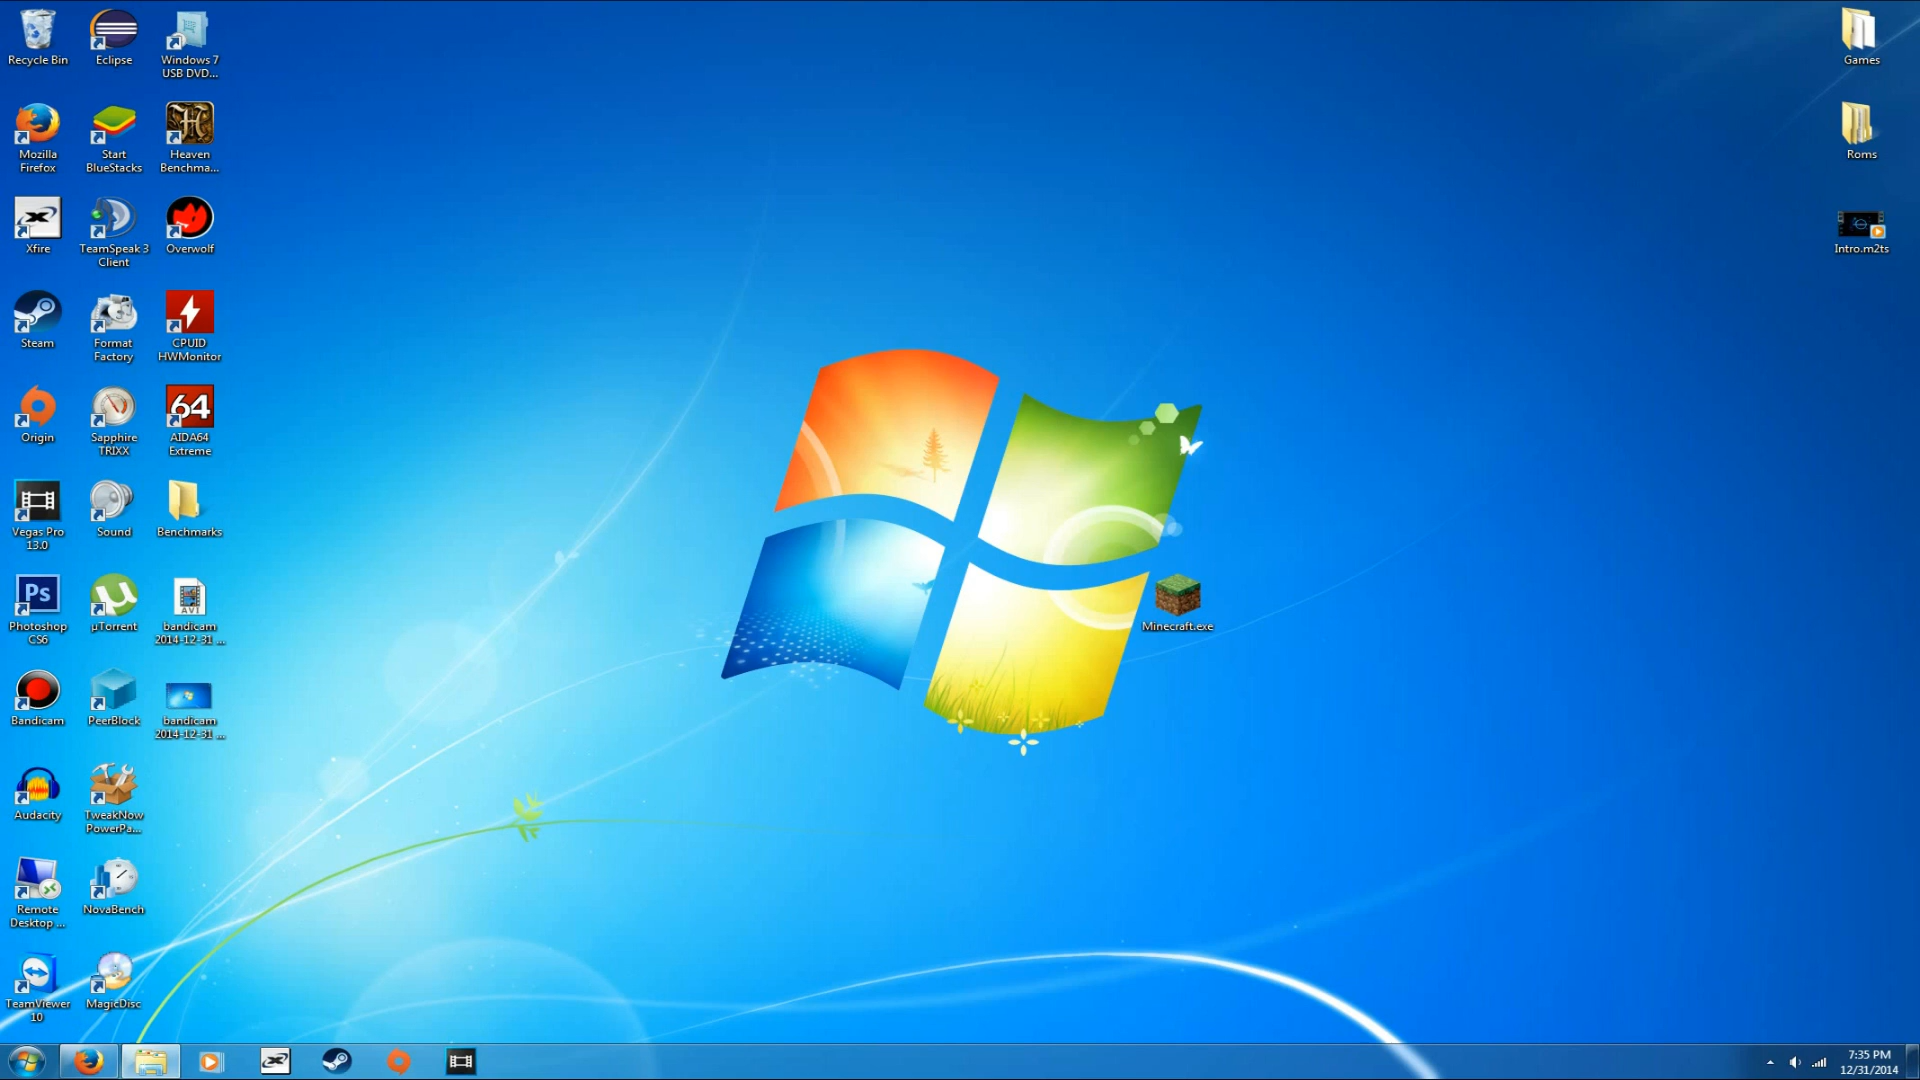 Recycle Bin
Eclipse
Windows 7
USB DVD...
Games
Mozilla
Firefox
Start
BlueStacks
Heaven
Benchma...
Roms
Xfire
TeamSpeak 3
Client
Overwolf
Intro.m2ts
Steam
Format
Factory
CPUID
HWMonitor
Origin
Sapphire
TRIXX
64
AIDA64
Extreme
Vegas Pro
13.0
Sound
Benchmarks
Ps
Photoshop
CS6
µTorrent
AVI
bandicam
2014-12-31 ...
Minecraft.exe
Bandicam
PeerBlock
bandicam
2014-12-31 ...
Audacity
TweakNow
PowerPa...
Remote
Desktop ...
NovaBench
TeamViewer
10
MagicDisc
7:35 PM
12/31/2014